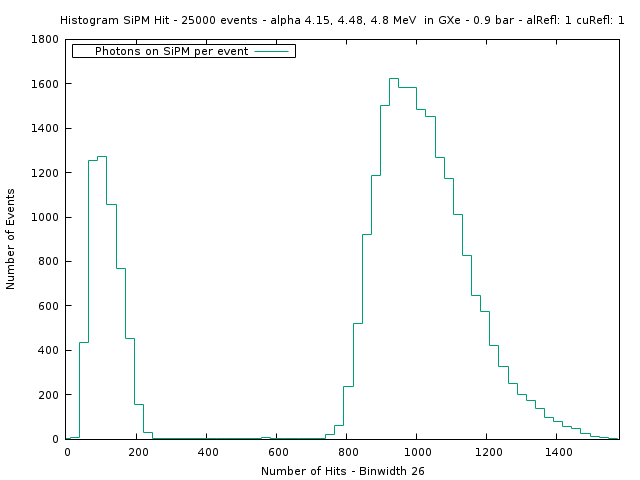 Histogram SiPM Hit - 25000 events - alpha 4.15, 4.48, 4.8 MeV  in GXe - 0.9 bar - alRefl: 1 cuRefl: 1
Photons on SiPM per event
1800
1600
1400
1200
1000
800
600
400
200
0
Number of Events
0 200 400 600 800 1000 1200 1400
Number of Hits - Binwidth 26